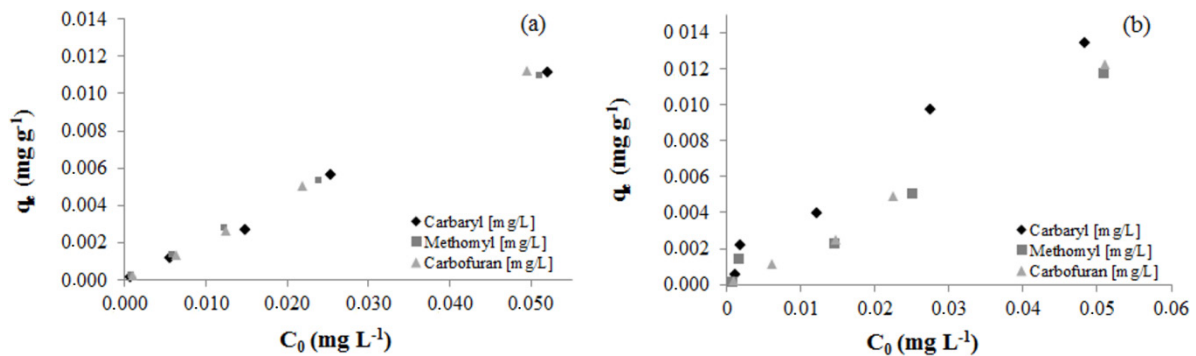 (a)
0.014
0.012
0.010
0.008
0.006
0.004
0.002
0.000
qe (mg g-1)
0.000 0.010 0.020 0.030 0.040 0.050
C0 (mg L-1)
Carbaryl [mg/L]
Methomyl [mg/L]
Carbofuran [mg/L]
(b)
0 014
0.012
0.010
0.008
0.006
0.004
0.002
0.000
qe (mg g-1)
0 0.01 0.02 0.03 0.04 0.05 0.06
C0 (mg L-1)
Carbaryl [mg/L]
Methomyl [mg/L]
Carbofuran [mg/L]